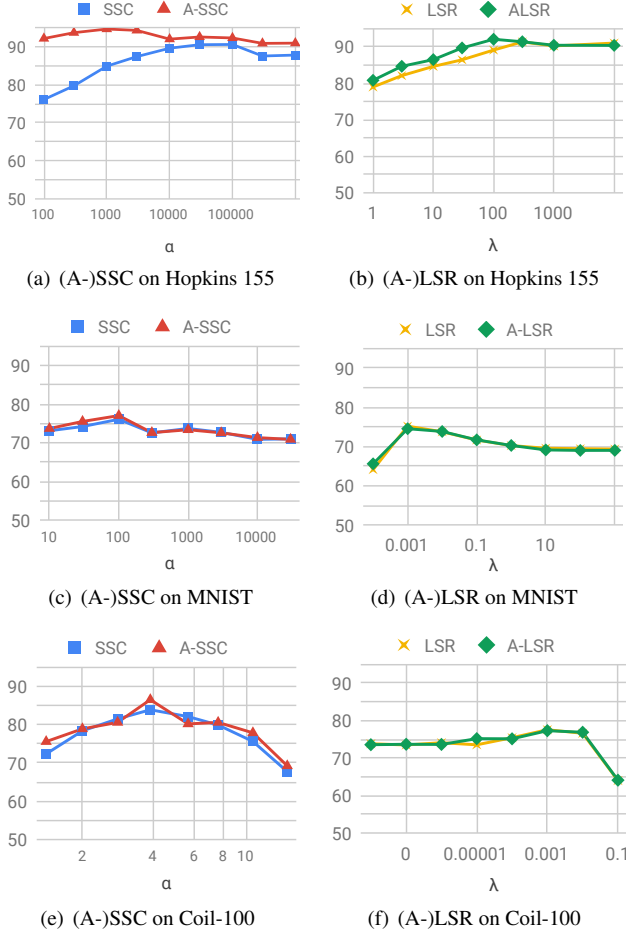 SSC A-SSC
90
80
70
60
50
100 1000 10000 100000
α
(a) (A-)SSC on Hopkins 155
LSR ALSR
90
80
70
60
50
1 10 100 1000
λ
(b) (A-)LSR on Hopkins 155
SSC A-SSC
90
80
70
60
50
10 100 1000 10000
α
(c) (A-)SSC on MNIST
LSR A-LSR
90
80
70
60
50
0.001 0.1 10
λ
(d) (A-)LSR on MNIST
SSC A-SSC
90
80
70
60
50
2 4 6 8 10
α
(e) (A-)SSC on Coil-100
LSR A-LSR
90
80
70
60
50
0 0.00001 0.001 0.1
λ
(f) (A-)LSR on Coil-100